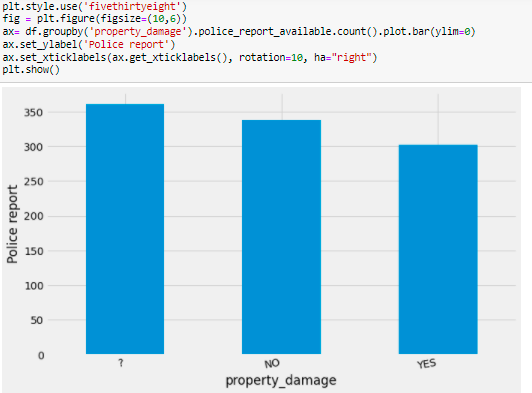 plt.style.use('fivethirtyeight')
fig = plt.figure(figsize=(10,6))
ax= df.groupby('property_damage').police_report_available.count().plot.bar(ylim=0)
ax.set_ylabel('Police report')
ax.set_xticklabels(ax.get_xticklabels(), rotation=10, ha="right")
plt.show()
350
300
250
200
150
100
50
0
Police report
?
NO
YES
property_damage